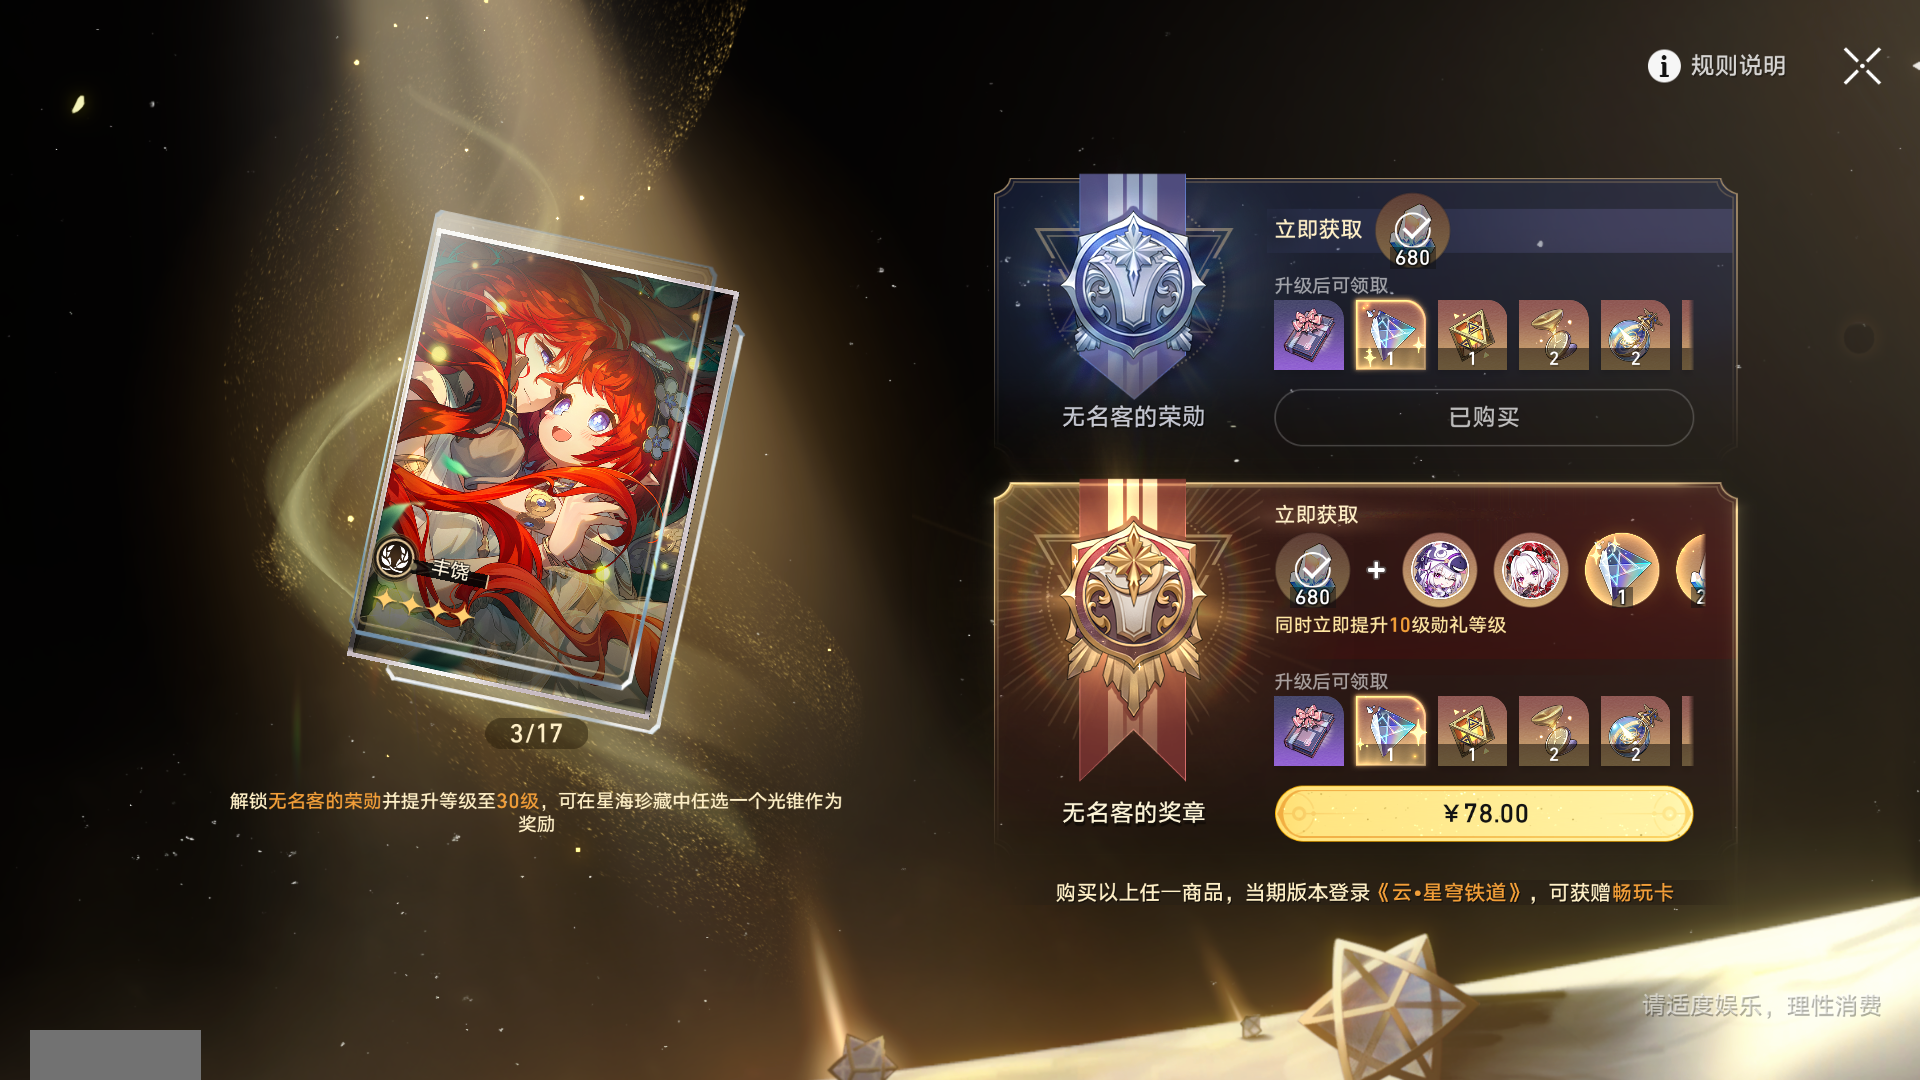 规则说明
立即获取
680
升级后可领取
1
1
2
2
无名客的荣勋
已购买
丰饶
3/17
解锁无名客的荣勋并提升等级至30级，可在星海珍藏中任选一个光锥作为
奖励
立即获取
680
+
1
2
同时立即提升10级勋礼等级
升级后可领取
1
1
2
2
无名客的奖章
￥78.00
购买以上任一商品，当期版本登录《云•星穹铁道》，可获赠畅玩卡
请适度娱乐，理性消费